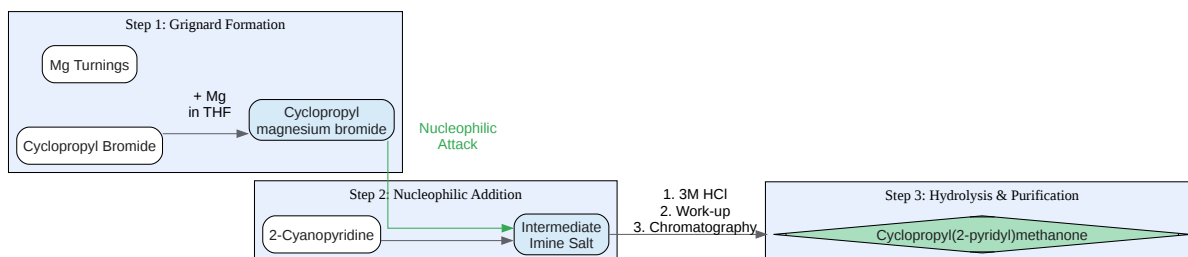 Step 1: Grignard Formation
Mg Turnings
+ Mg
in THF
Cyclopropyl
magnesium bromide
Cyclopropyl Bromide
Nucleophilic
Attack
Step 2: Nucleophilic Addition
2-Cyanopyridine
Intermediate
Imine Salt
1. 3M HCl
2. Work-up
3. Chromatography
Step 3: Hydrolysis & Purification
Cyclopropyl(2-pyridyl)methanone